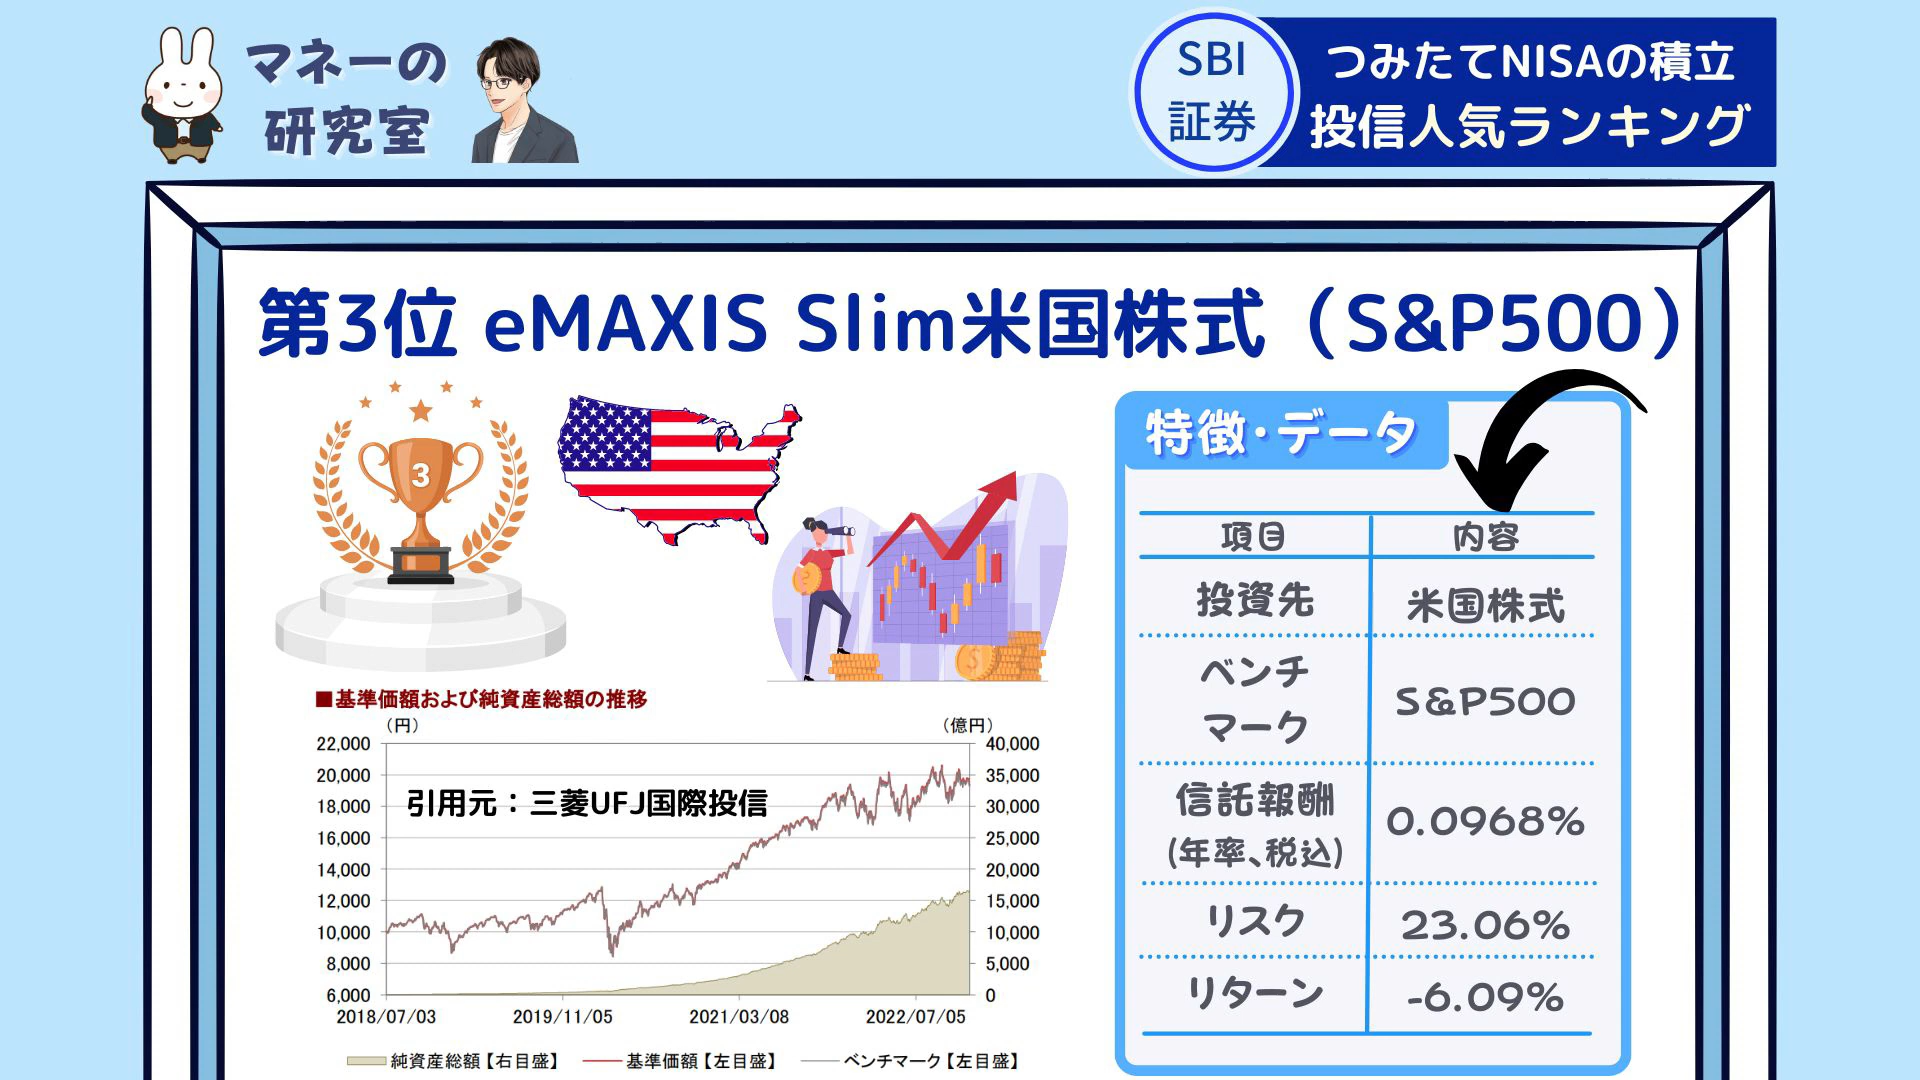 マネーの
研究室
SBI
証券
つみたてNISAの積立
投信人気ランキング
第3位 eMAXIS Slim米国株式（S&P500）
3
特徴・データ
項目 内容
投資先 米国株式
ベンチ
マーク
S&P500
信託報酬
(年率、税込)
0.0968%
リスク 23.06%
リターン -6.09%
■基準価額および純資産総額の推移
（円） （億円）
22,000 40,000
20,000 35,000
引用元：三菱UFJ国際投信
18,000 30,000
16,000 25,000
14,000 20,000
12,000 15,000
10,000 10,000
8,000 5,000
6,000 0
2018/07/03 2019/11/05 2021/03/08 2022/07/05
純資産総額【右目盛】 基準価額【左目盛】 ベンチマーク【左目盛】